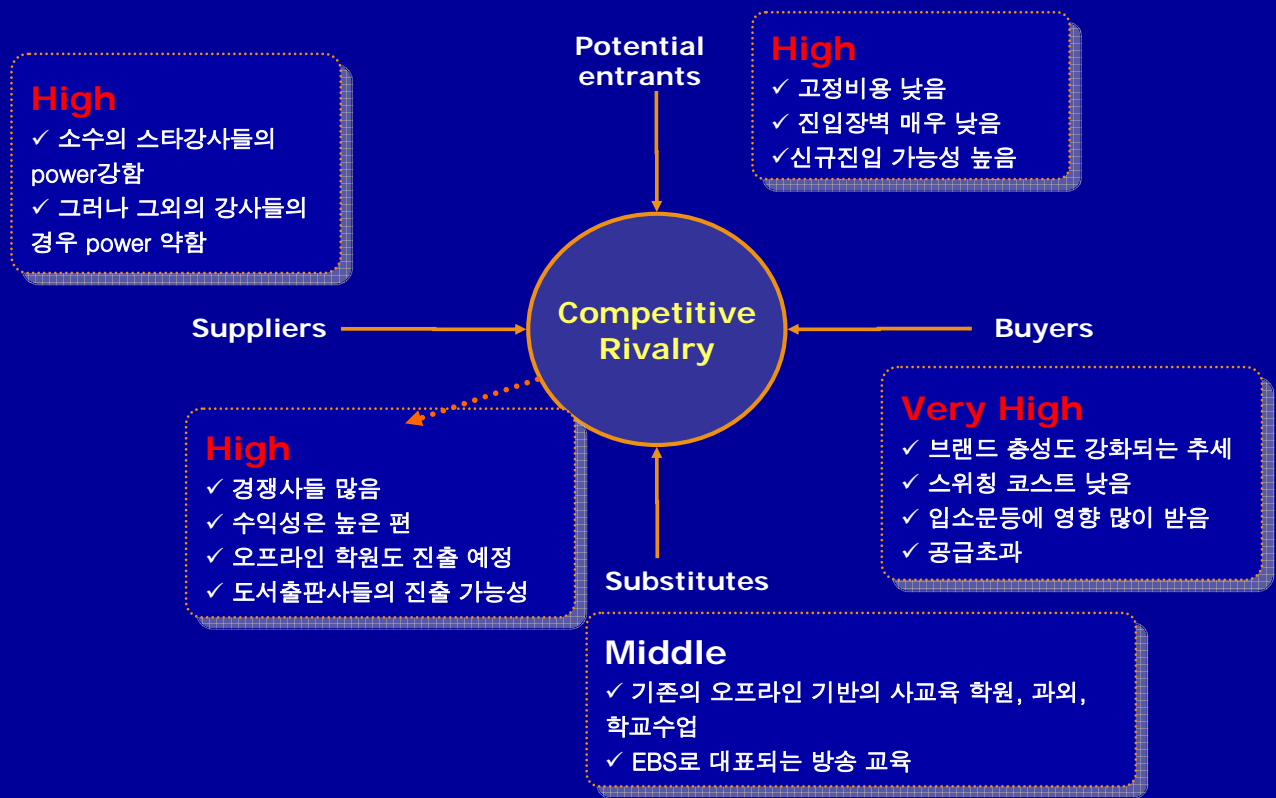 Potential
entrants
High
✓ 고정비용 낮음
✓ 진입장벽 매우 낮음
✓신규진입 가능성 높음
High
✓ 소수의 스타강사들의
power강함
✓ 그러나 그외의 강사들의
경우 power 약함
Suppliers
Competitive
Rivalry
Buyers
Very High
✓ 브랜드 충성도 강화되는 추세
✓ 스위칭 코스트 낮음
✓ 입소문등에 영향 많이 받음
✓ 공급초과
High
✓ 경쟁사들 많음
✓ 수익성은 높은 편
✓ 오프라인 학원도 진출 예정
✓ 도서출판사들의 진출 가능성
Substitutes
Middle
✓ 기존의 오프라인 기반의 사교육 학원, 과외,
학교수업
✓ EBS로 대표되는 방송 교육